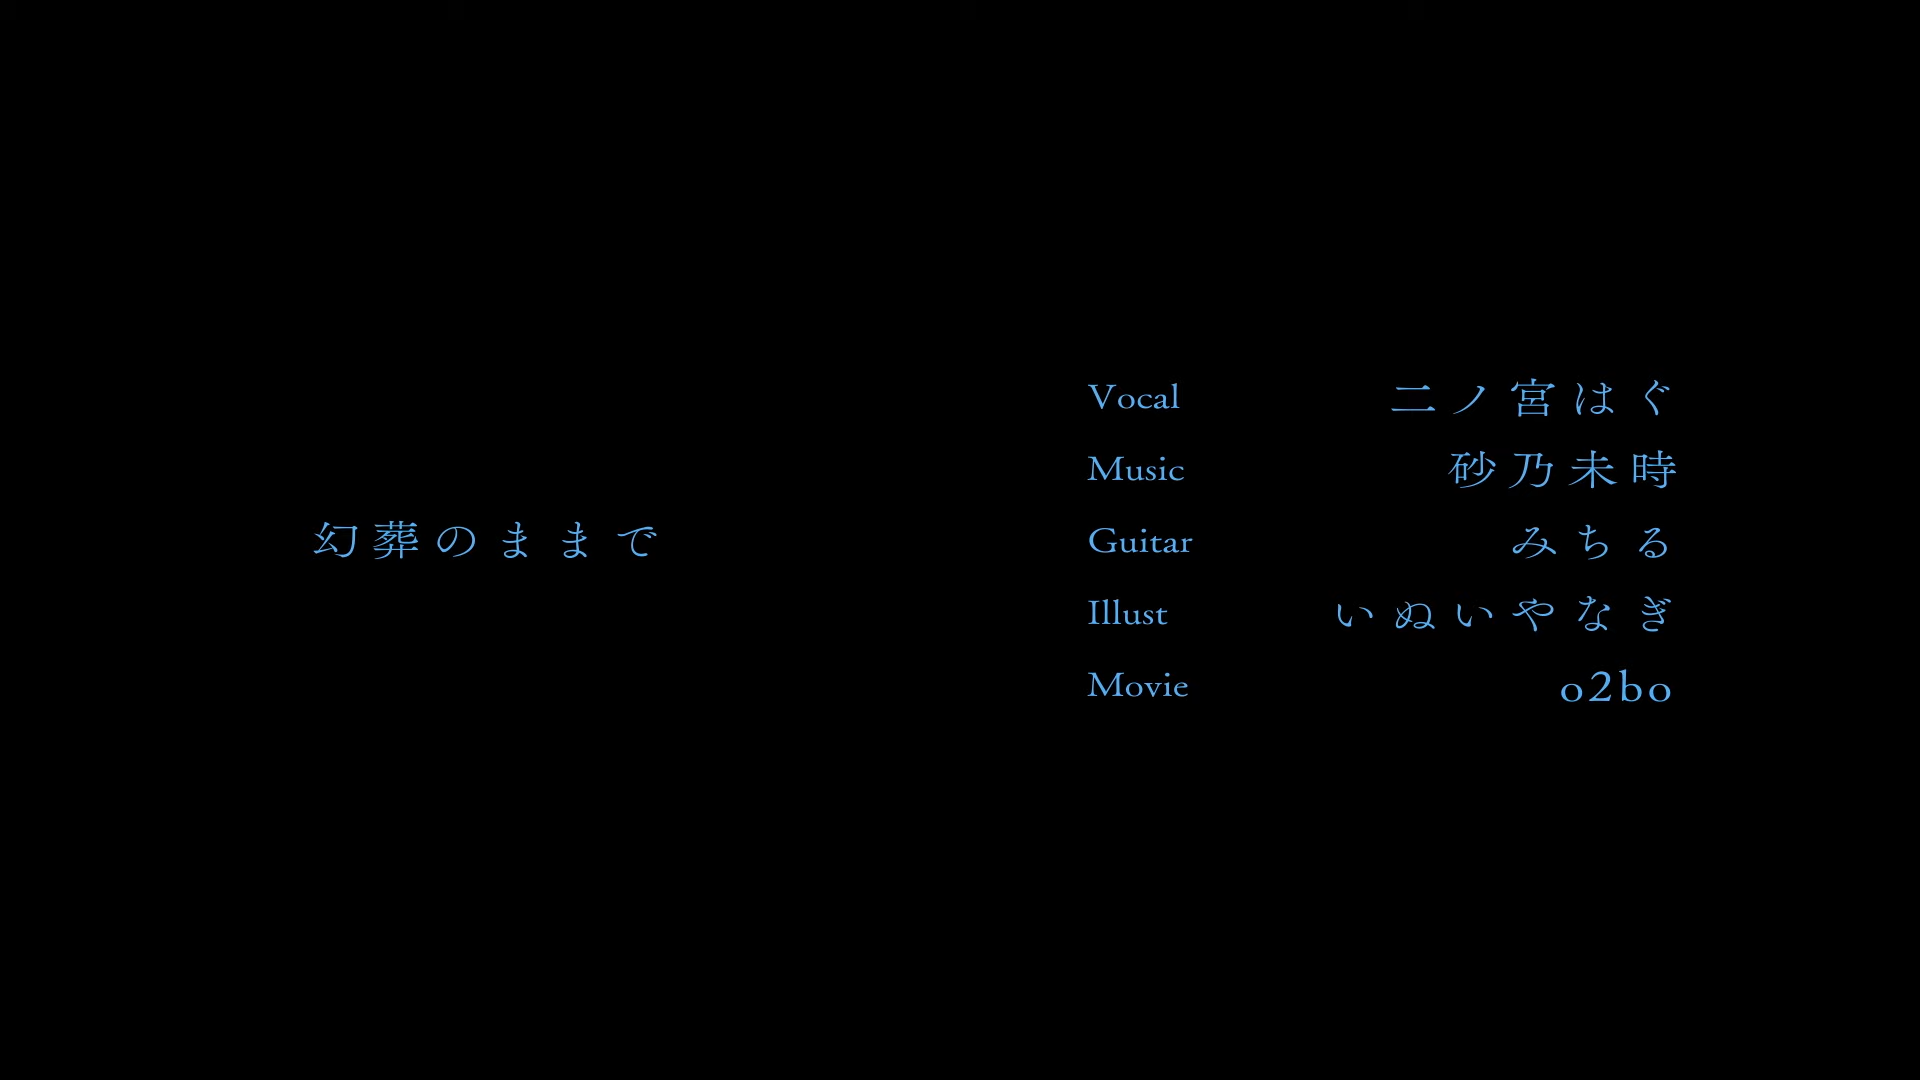 幻葬のままで
Vocal 二ノ宮はぐ
Music 砂乃未時
Guitar みちる
Illust いぬいやなぎ
Movie o2bo